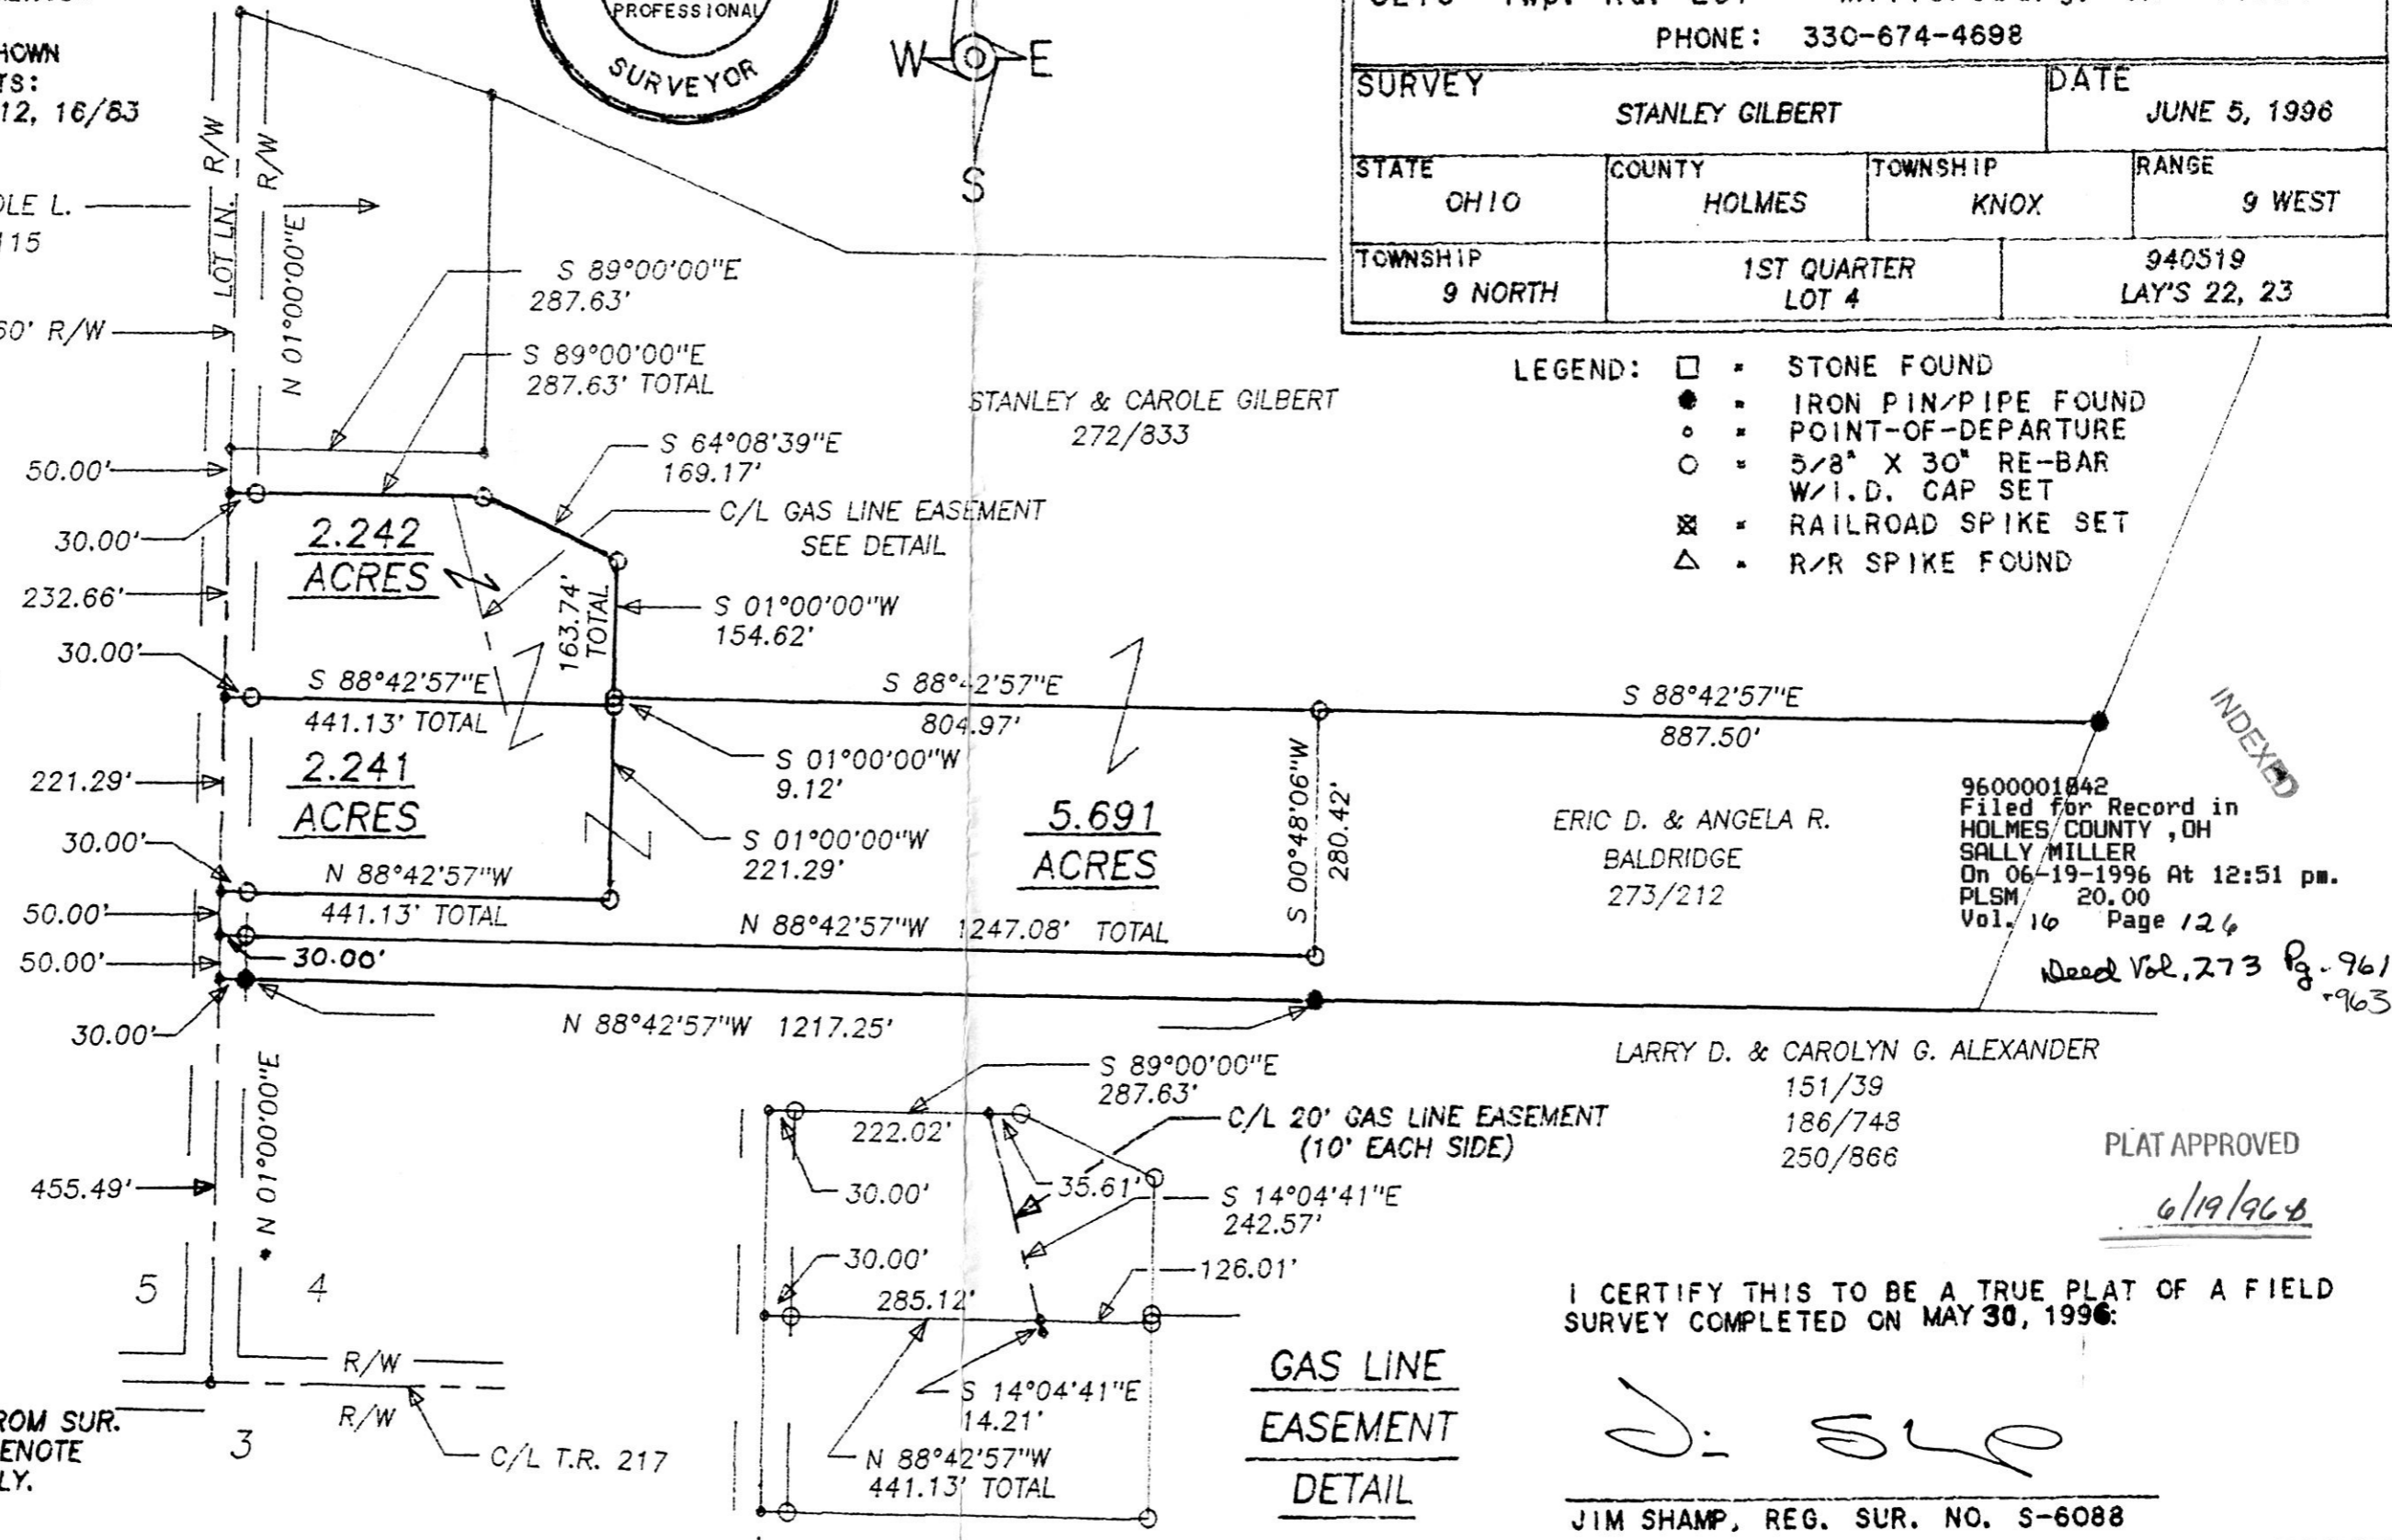 HOWN
TS:
12, 16/83
OLE L.
115
60' R/W
R/W
R/W
LOT LN.
N 01°00'00"E
PROFESSIONAL
SURVEYOR
W E
S
PHONE: 330-674-4698
SURVEY
STANLEY GILBERT
DATE
JUNE 5, 1996
STATE
OHIO
COUNTY
HOLMES
TOWNSHIP
KNOX
RANGE
9 WEST
TOWNSHIP
9 NORTH
1ST QUARTER
LOT 4
940519
LAY'S 22, 23
LEGEND:
STONE FOUND
IRON PIN/PIPE FOUND
POINT-OF-DEPARTURE
5/8" X 30" RE-BAR
W/I.D. CAP SET
RAILROAD SPIKE SET
R/R SPIKE FOUND
S 89°00'00"E
287.63'
S 89°00'00"E
287.63' TOTAL
STANLEY & CAROLE GILBERT
272/833
S 64°08'39"E
169.17'
C/L GAS LINE EASEMENT
SEE DETAIL
50.00'
30.00'
232.66'
30.00'
2.242
ACRES
163.74'
TOTAL
S 01°00'00"W
154.62'
S 88°42'57"E
441.13' TOTAL
S 88°42'57"E
804.97'
S 88°42'57"E
887.50'
S 01°00'00"W
9.12'
221.29'
2.241
ACRES
S 01°00'00"W
221.29'
5.691
ACRES
S 00°48'06"W
280.42'
ERIC D. & ANGELA R.
BALDRIDGE
273/212
INDEXED
9600001842
Filed for Record in
HOLMES COUNTY ,OH
SALLY MILLER
On 06-19-1996 At 12:51 pm.
PLSM 20.00
Vol. 16 Page 126
Deed Vol. 273 Pg. 961
-963
30.00'
N 88°42'57"W
441.13' TOTAL
50.00'
N 88°42'57"W 1247.08' TOTAL
50.00'
30.00'
30.00'
N 88°42'57"W 1217.25'
LARRY D. & CAROLYN G. ALEXANDER
151/39
186/748
250/866
PLAT APPROVED
6/19/96
N 01°00'00"E
455.49'
5
4
3
R/W
R/W
C/L T.R. 217
ROM SUR.
ENOTE
LY.
S 89°00'00"E
287.63'
222.02'
C/L 20' GAS LINE EASEMENT
(10' EACH SIDE)
30.00'
35.61'
S 14°04'41"E
242.57'
30.00'
285.12'
126.01'
S 14°04'41"E
14.21'
N 88°42'57"W
441.13' TOTAL
GAS LINE
EASEMENT
DETAIL
I CERTIFY THIS TO BE A TRUE PLAT OF A FIELD
SURVEY COMPLETED ON MAY 30, 1996:
JIM SHAMP, REG. SUR. NO. S-6088